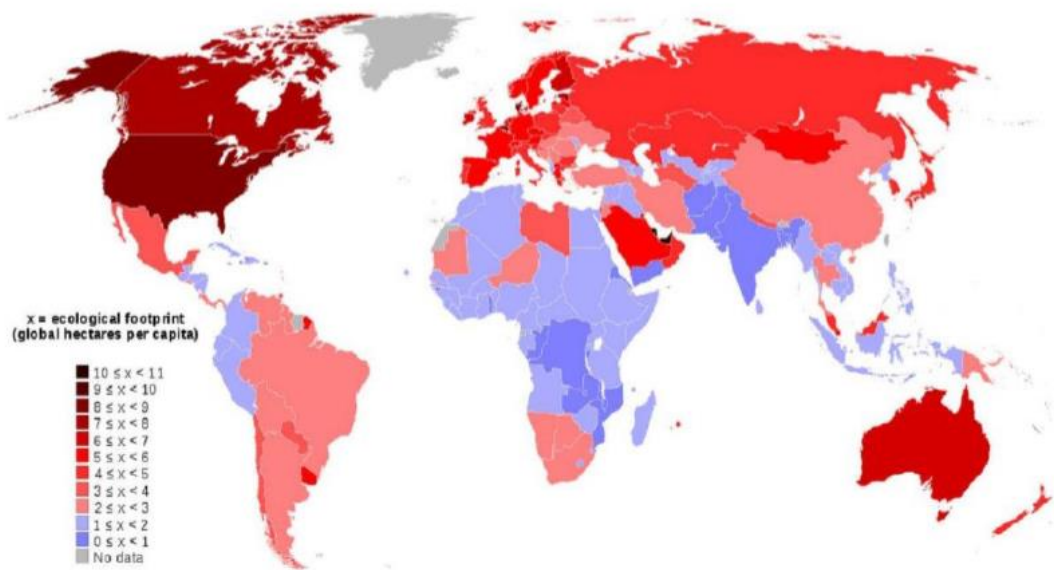 x = ecological footprint
(global hectares per capita)
10 ≤ x < 11
9 ≤ x < 10
8 ≤ x < 9
7 ≤ x < 8
6 ≤ x < 7
5 ≤ x < 6
4 ≤ x < 5
3 ≤ x < 4
2 ≤ x < 3
1 ≤ x < 2
0 ≤ x < 1
No data